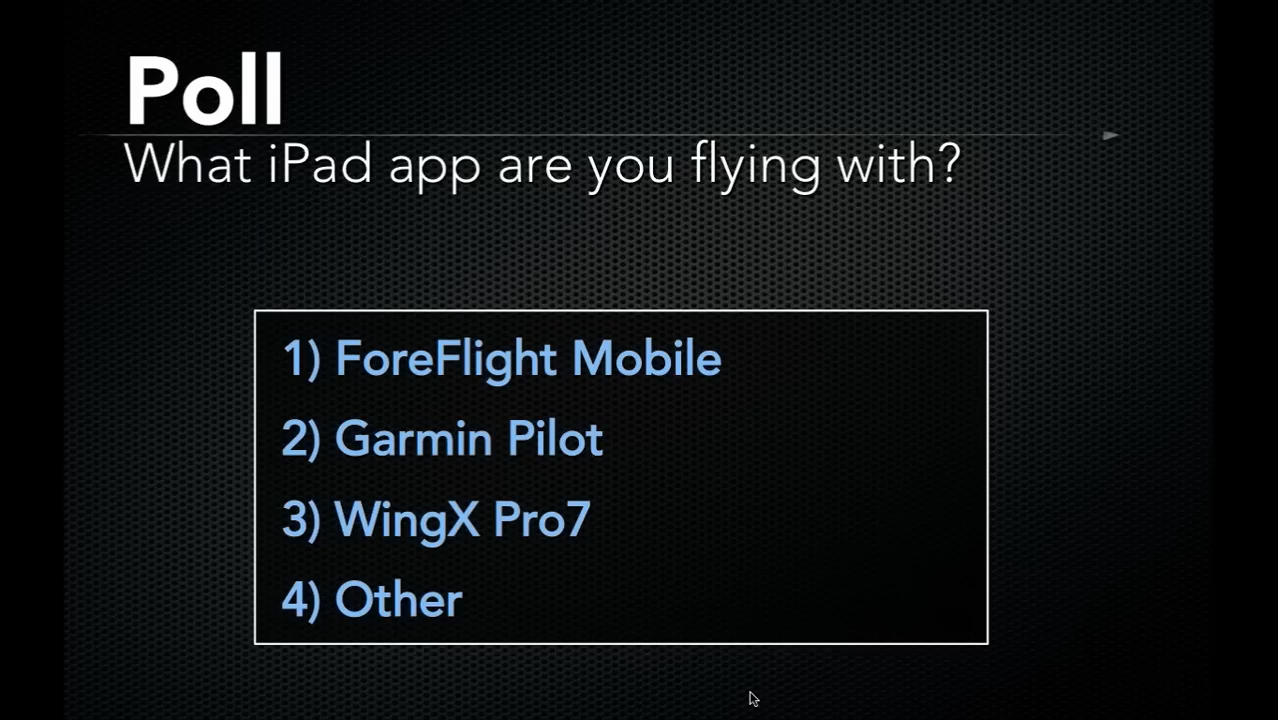 Poll
What iPad app are you flying with?
1) ForeFlight Mobile
2) Garmin Pilot
3) WingX Pro7
4) Other